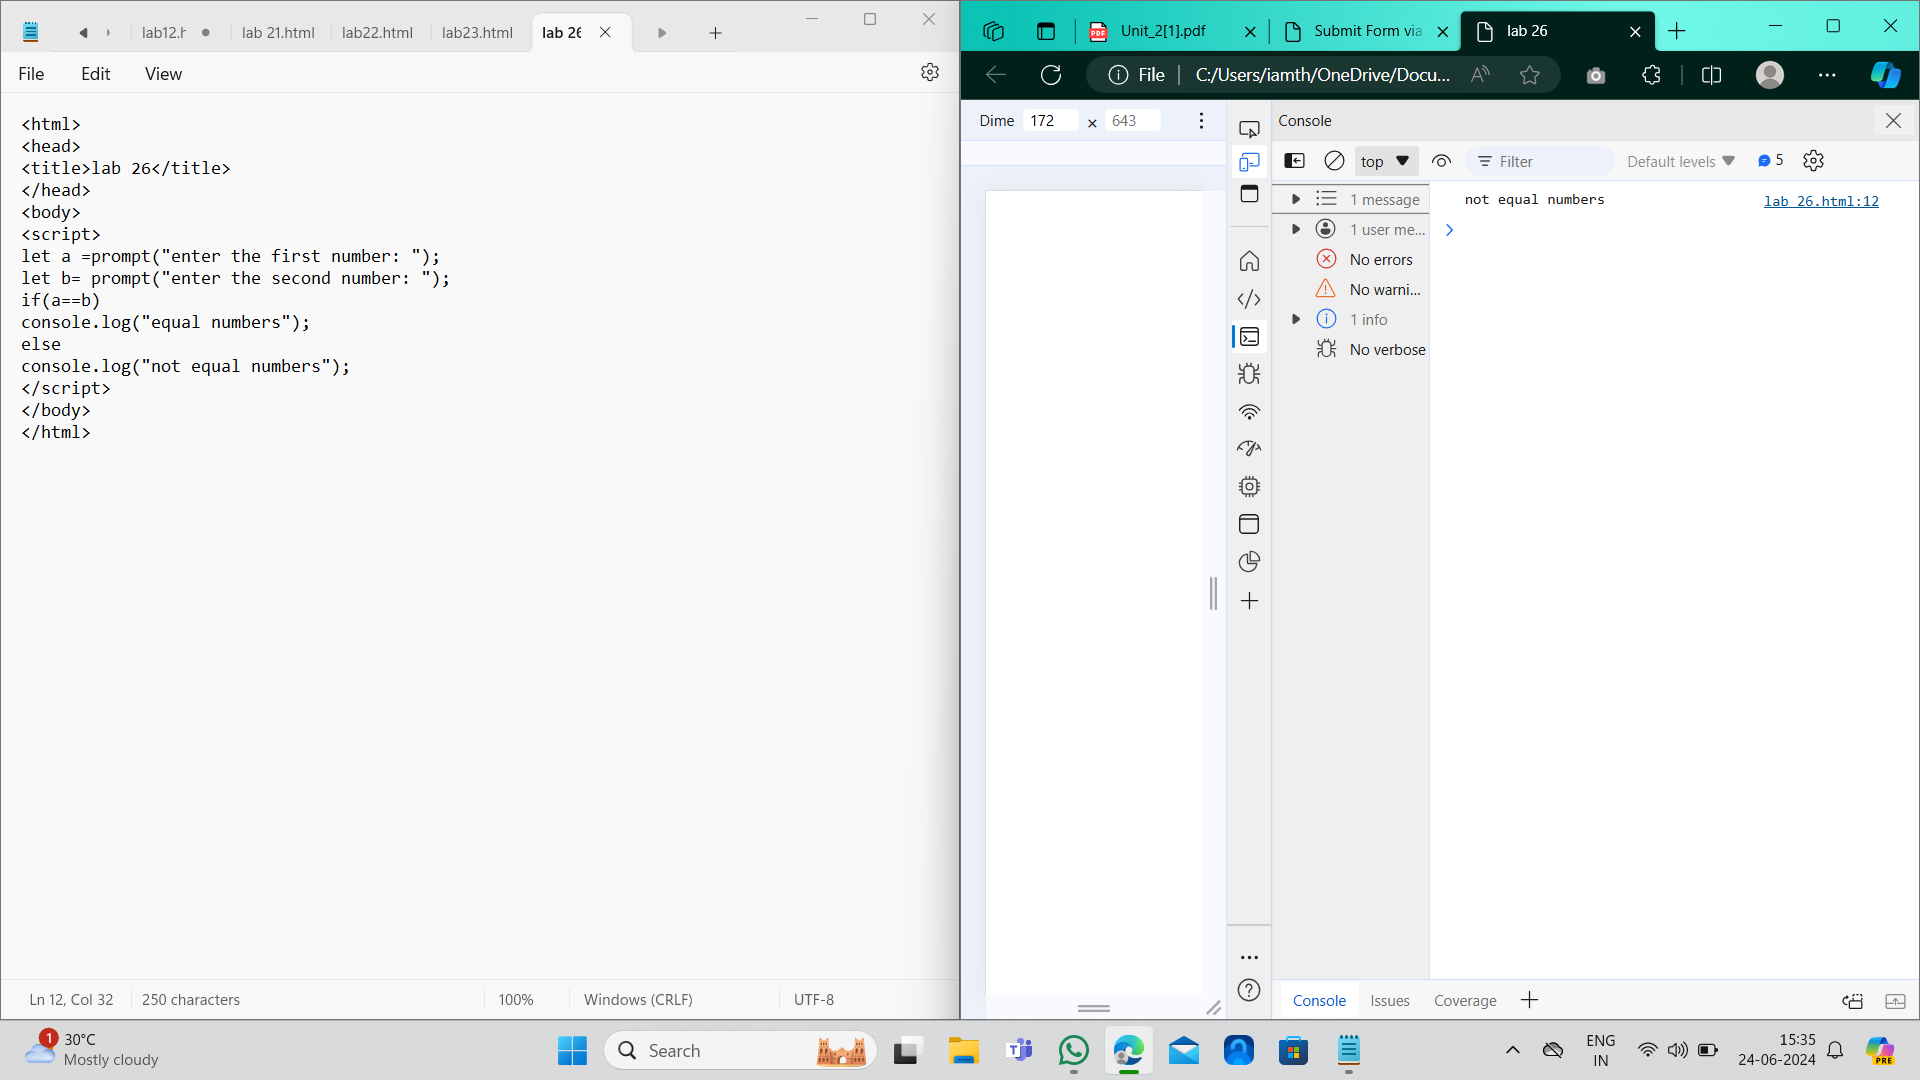 lab12.h
lab 21.html
lab22.html
lab23.html
lab 26
File
Edit
View
<html>
<head>
<title>lab 26</title>
</head>
<body>
<script>
let a =prompt("enter the first number: ");
let b= prompt("enter the second number: ");
if(a==b)
console.log("equal numbers");
else
console.log("not equal numbers");
</script>
</body>
</html>
Ln 12, Col 32
250 characters
100%
Windows (CRLF)
UTF-8
PDF
Unit_2[1].pdf
Submit Form via
lab 26
File
C:/Users/iamth/OneDrive/Docu...
Dime
172
×
643
Console
top
Filter
Default levels
5
1 message
1 user me...
No errors
No warni...
1 info
No verbose
not equal numbers
lab 26.html:12
Console
Issues
Coverage
1
30°C
Mostly cloudy
Search
ENG
IN
15:35
24-06-2024
PRE